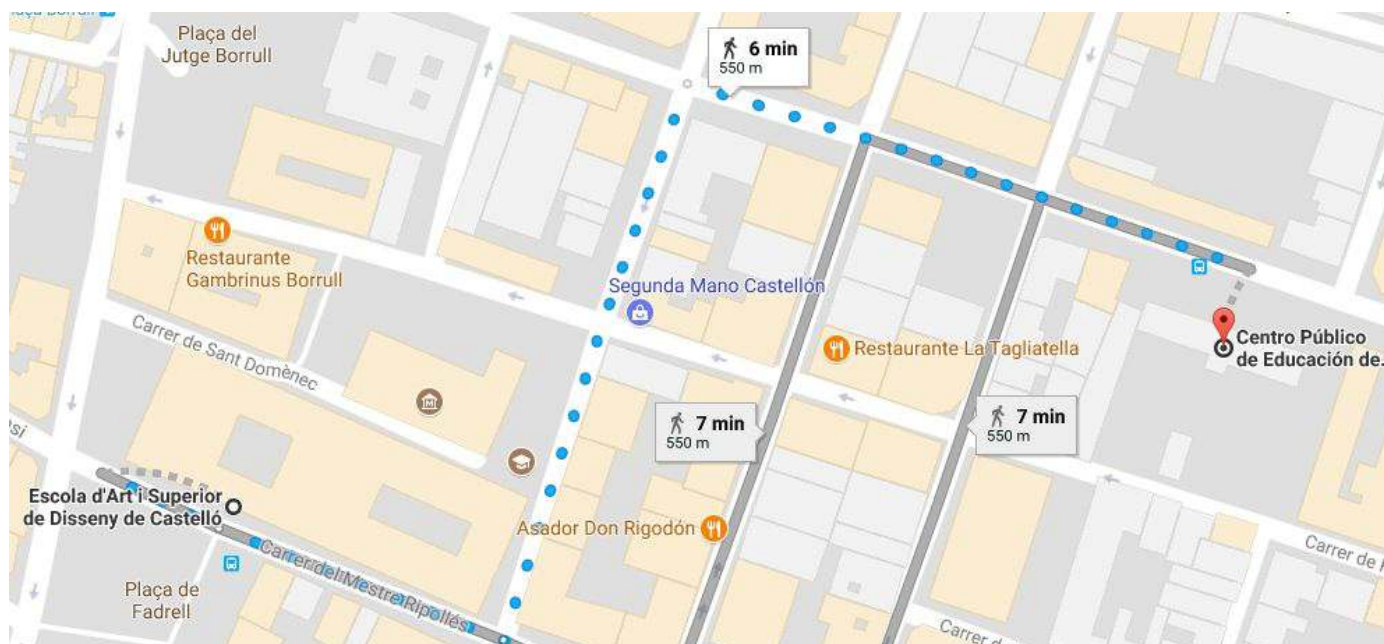 Plaça del
Jutge Borrull
6 min
550 m
Restaurante
Gambrinus Borrull
Segunda Mano Castellón
Carrer de Sant Domènec
Restaurante La Tagliatella
Centro Público
de Educación de.
7 min
550 m
7 min
550 m
Escola d'Art i Superior
de Disseny de Castelló
Asador Don Rigodón
Carrer del Mestre Ripollés
Plaça de
Fadrell
Carrer de
Carrer de